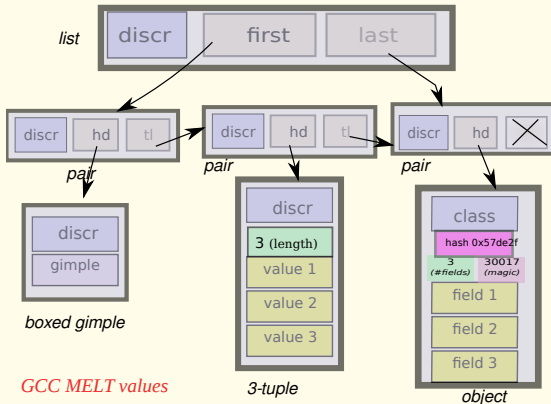 list
discr first last
discr hd tl
discr hd tl
discr hd
pair
pair
pair
discr
gimple
boxed gimple
discr
3 (length)
value 1
value 2
value 3
3-tuple
class
hash 0x57de2f
3 30017
(#fields) (magic)
field 1
field 2
field 3
object
GCC MELT values